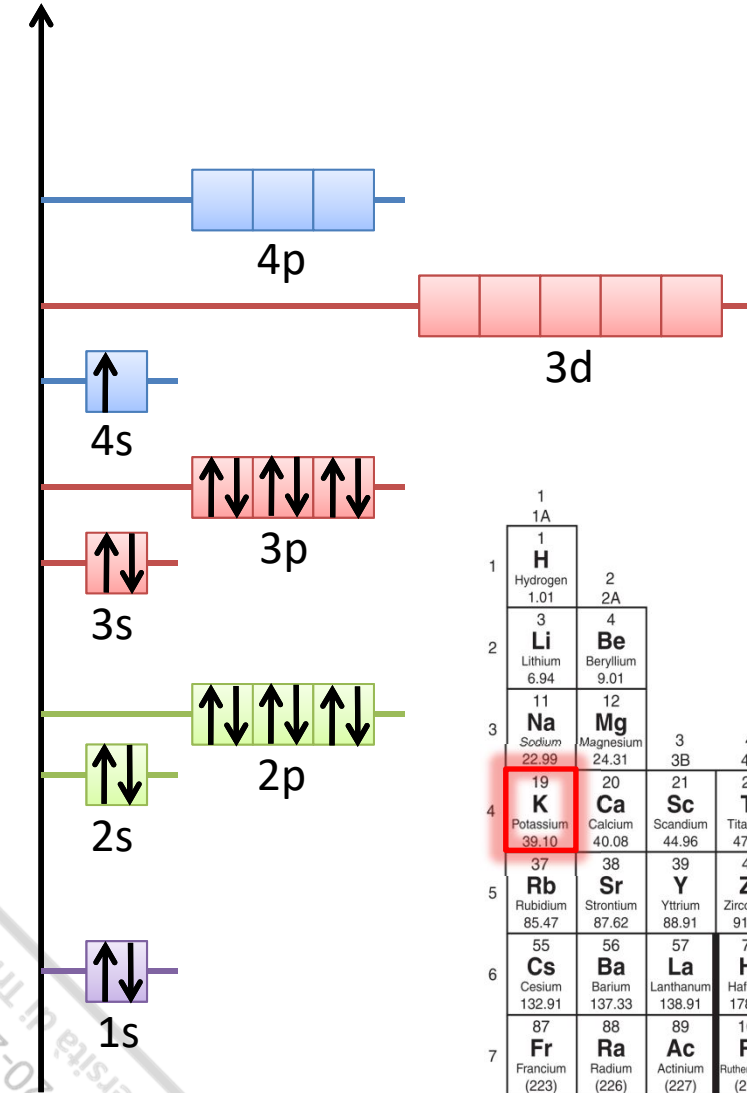 4p
3d
4s
3p
3s
2p
2s
1s
1
1A
1
1
H
Hydrogen
1.01
2
2A
2
3
Li
Lithium
6.94
4
Be
Beryllium
9.01
3
11
Na
Sodium
22.99
12
Mg
Magnesium
24.31
3
3B
4
19
K
Potassium
39.10
20
Ca
Calcium
40.08
21
Sc
Scandium
44.96
5
37
Rb
Rubidium
85.47
38
Sr
Strontium
87.62
39
Y
Yttrium
88.91
6
55
Cs
Cesium
132.91
56
Ba
Barium
137.33
57
La
Lanthanum
138.91
7
87
Fr
Francium
(223)
88
Ra
Radium
(226)
89
Ac
Actinium
(227)